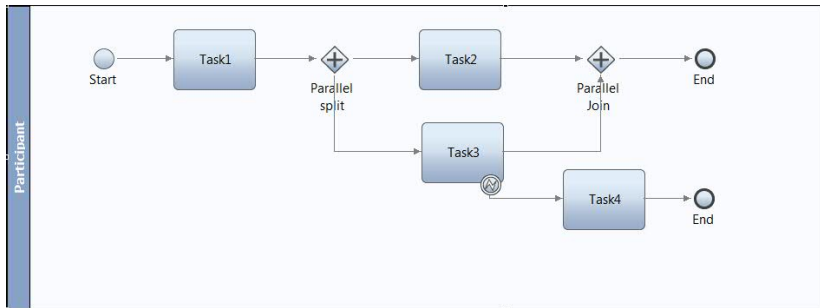 Participant
Start
Task1
Parallel
split
Task2
Parallel
Join
End
Task3
Task4
End